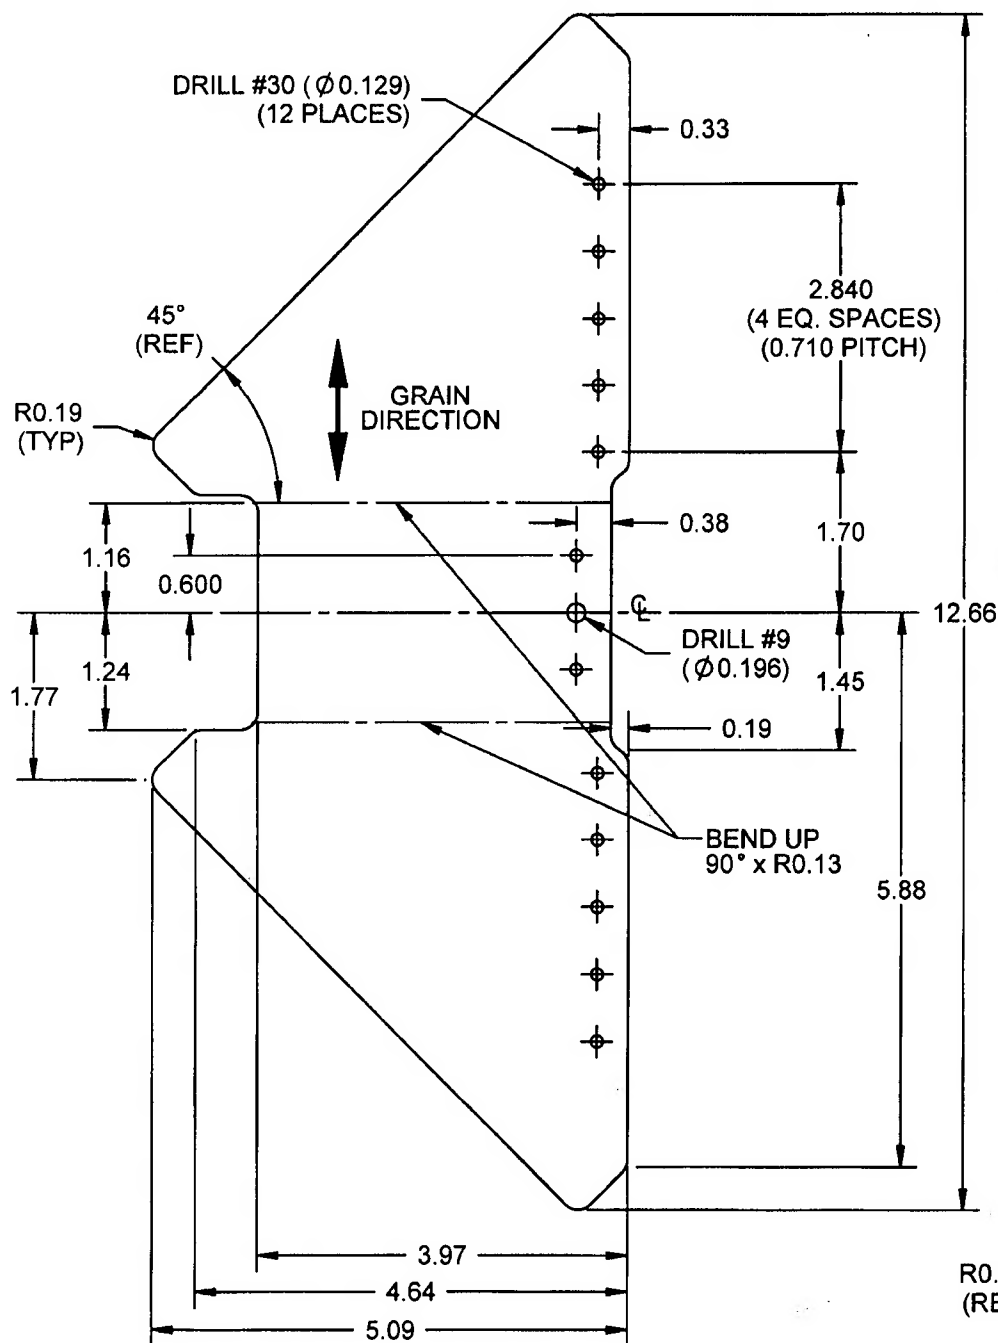 DRILL #30 (Ø0.129)
(12 PLACES)
0.33
2.840
(4 EQ. SPACES)
(0.710 PITCH)
45°
(REF)
GRAIN
DIRECTION
R0.19
(TYP)
0.38
1.16
1.70
0.600
℄
12.66
DRILL #9
(Ø0.196)
1.24
1.77
1.45
0.19
BEND UP
90° x R0.13
5.88
3.97
R0.
4.64
(RE
5.09